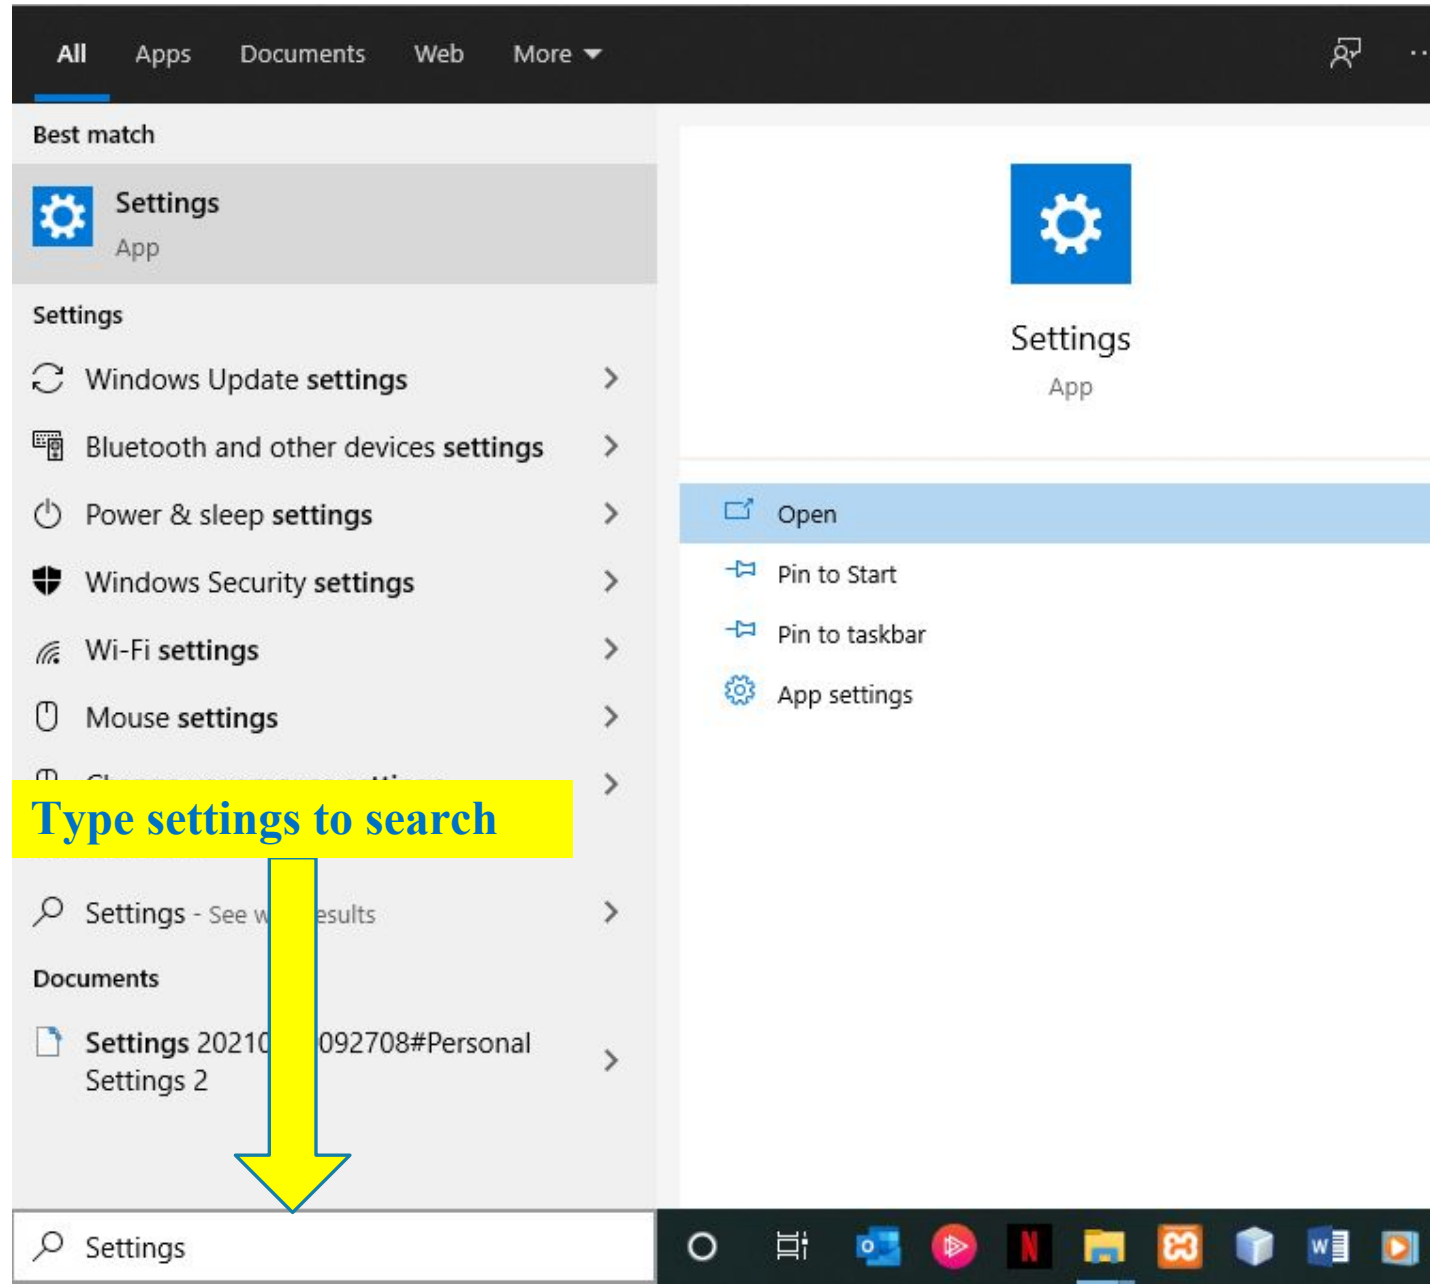 All Apps Documents Web More
Best match
Settings
App
Settings
Windows Update settings
Bluetooth and other devices settings
Power & sleep settings
Windows Security settings
Wi-Fi settings
Mouse settings
Type settings to search
Settings - See results
Documents
Settings 092708#Personal
Settings 2
Settings
Settings
App
Open
Pin to Start
Pin to taskbar
App settings